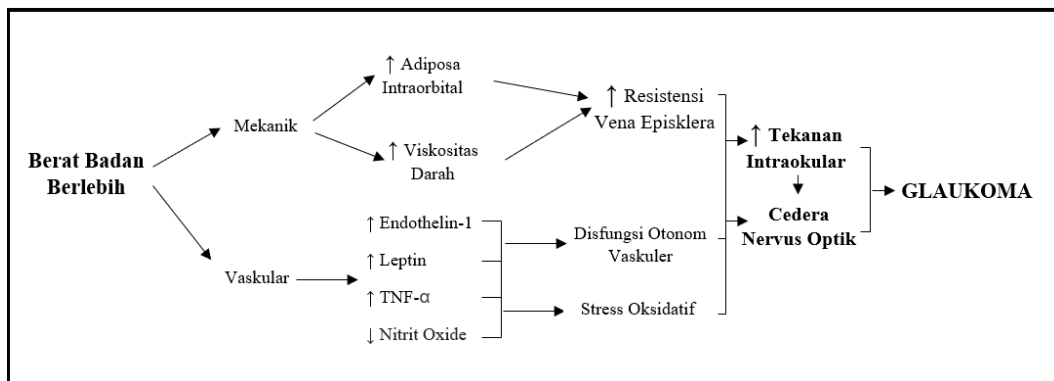 Berat Badan
Berlebih
Mekanik
Vaskular
↑ Adiposa
Intraorbital
↑ Viskositas
Darah
↑ Endothelin-1
↑ Leptin
↑ TNF-α
↓ Nitrit Oxide
↑ Resistensi
Vena Episklera
Disfungsi Otonom
Vaskuler
Stress Oksidatif
↑ Tekanan
Intraokular
Cedera
Nervus Optik
GLAUKOMA